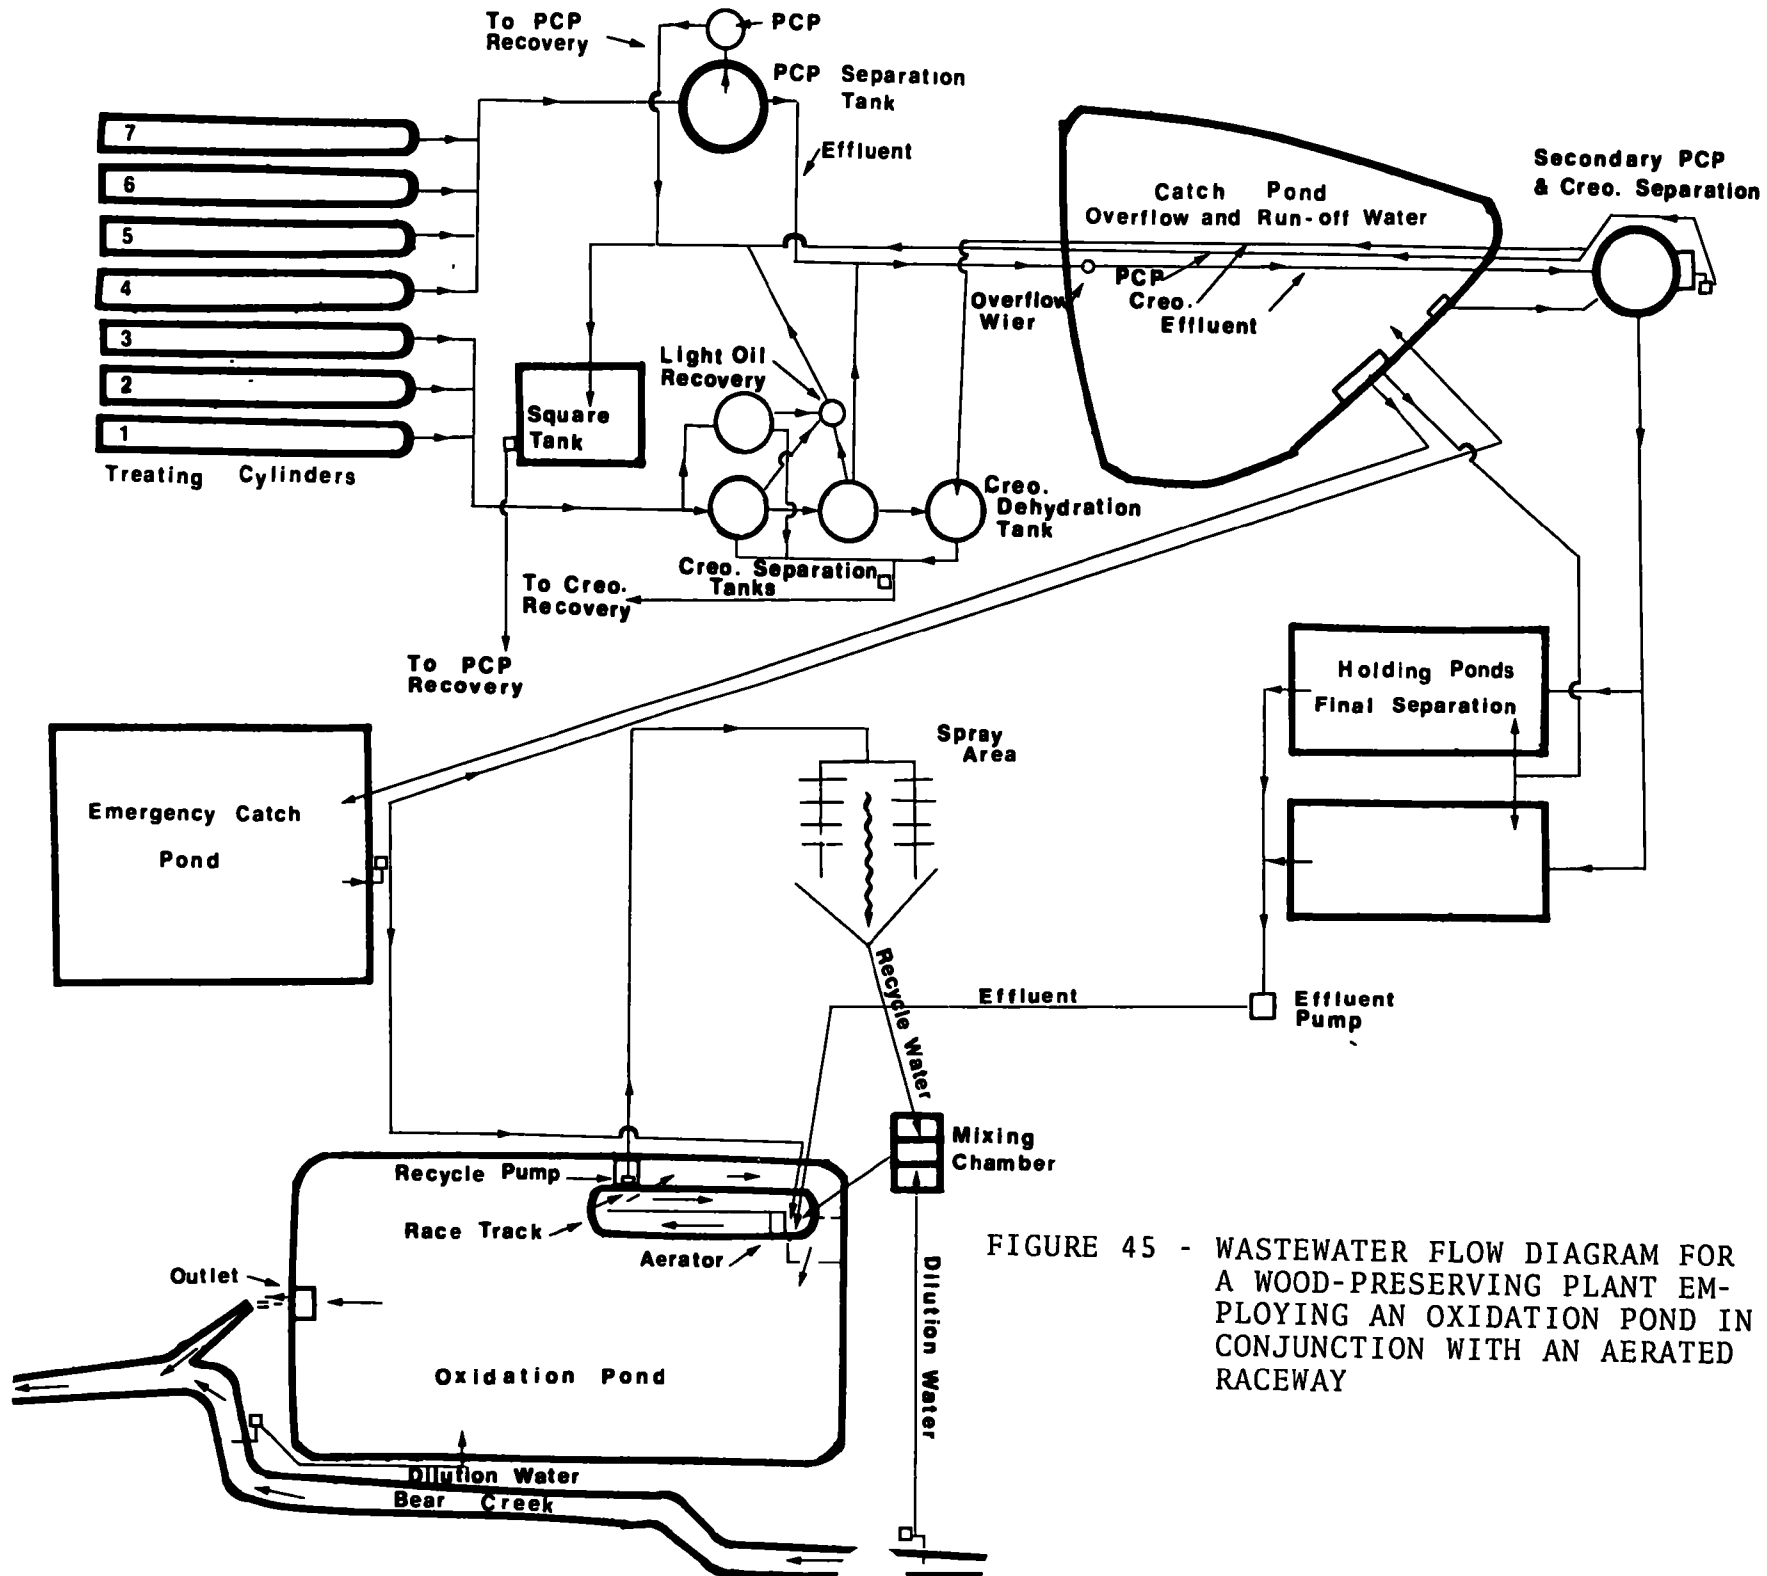 To PCP
Recovery
PCP
PCP Separation
Tank
Effluent
7
6
5
4
3
2
1
Treating Cylinders
Catch Pond
Overflow and Run-off Water
Secondary PCP
& Creo. Separation
PCP
Creo.
Effluent
Overflow
Wier
Light Oil
Recovery
Square
Tank
Creo.
Dehydration
Tank
Creo. Separation
Tanks
To Creo.
Recovery
To PCP
Recovery
Holding Ponds
Final Separation
Spray
Area
Emergency Catch
Pond
Recycle Water
Effluent
Effluent
Pump
Mixing
Chamber
Recycle Pump
Race Track
Aerator
Outlet
Oxidation Pond
Dilution Water
Dilution Water
Bear Creek
FIGURE 45 - WASTEWATER FLOW DIAGRAM FOR
A WOOD-PRESERVING PLANT EM-
PLOYING AN OXIDATION POND IN
CONJUNCTION WITH AN AERATED
RACEWAY